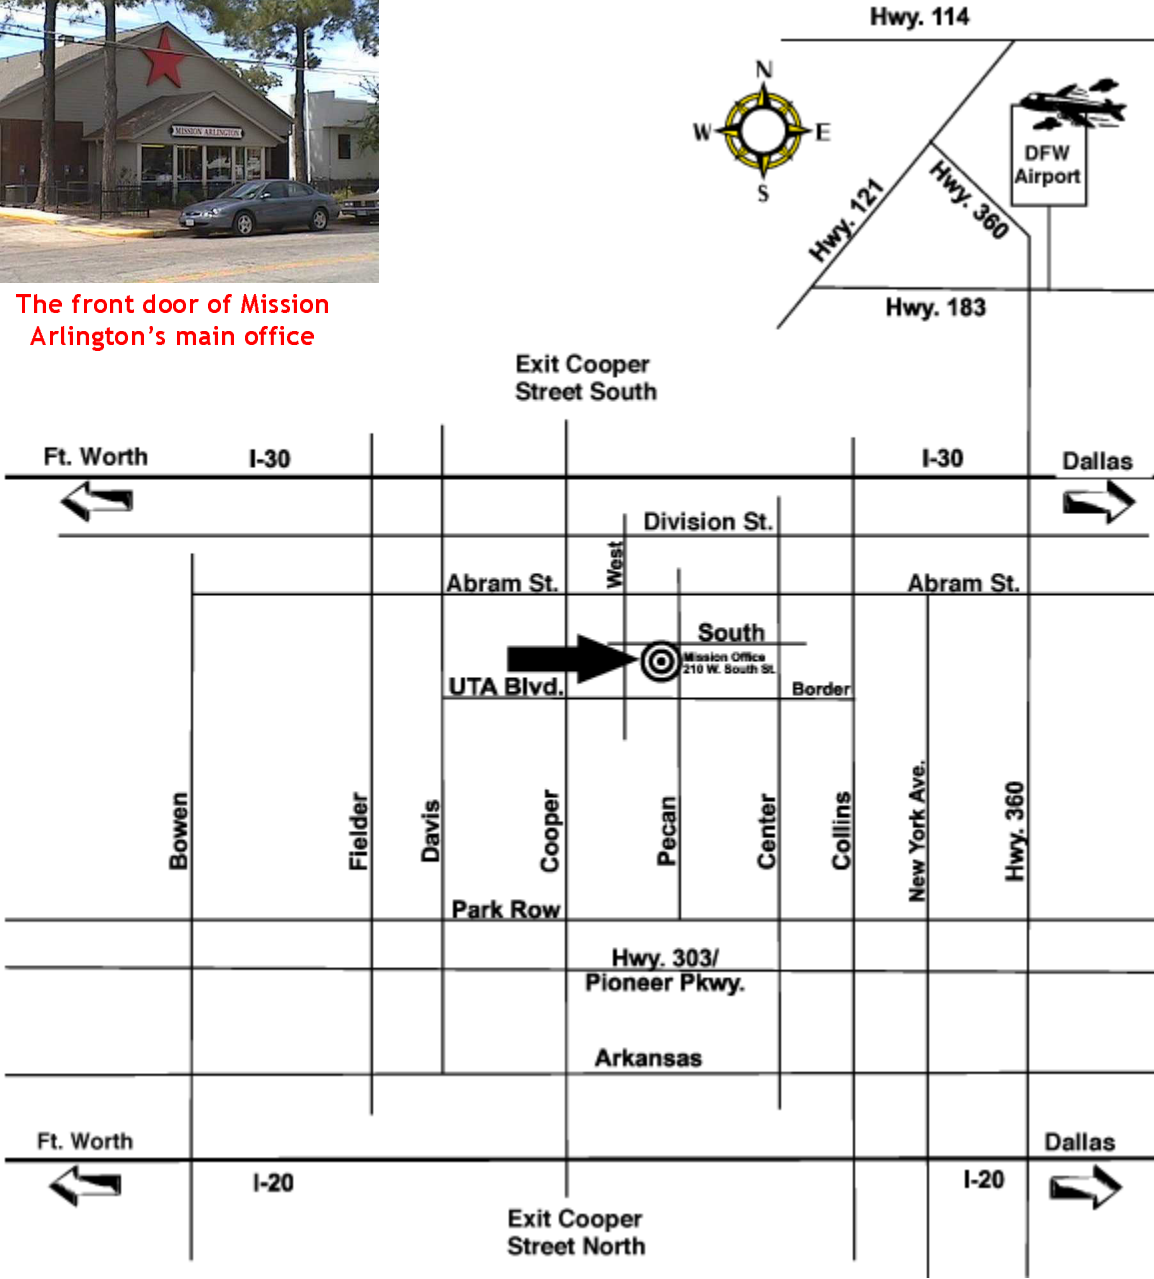 Hwy. 114
N
W
E
S
MISSION ARLINGTON
DFW
Airport
Hwy. 121
Hwy. 360
Hwy. 183
The front door of Mission
Arlington's main office
Exit Cooper
Street South
Ft. Worth
I-30
I-30
Dallas
Division St.
West
Abram St.
Abram St.
South
Mission Office
210 W. South St.
UTA Blvd.
Border
Bowen
Fielder
Davis
Cooper
Pecan
Center
Collins
New York Ave.
Hwy. 360
Park Row
Hwy. 303/
Pioneer Pkwy.
Arkansas
Ft. Worth
Dallas
I-20
I-20
Exit Cooper
Street North